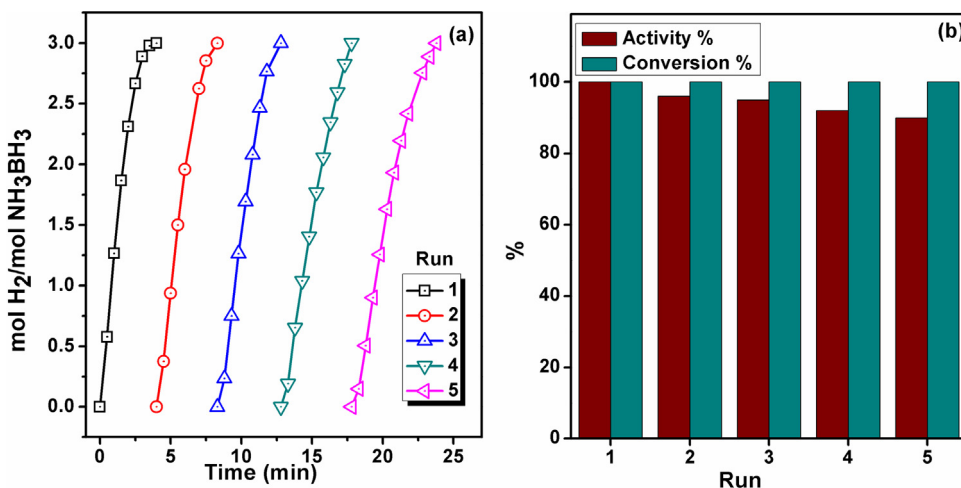 (a)
mol H2/mol NH3BH3
3.0
2.5
2.0
1.5
1.0
0.5
0.0
Run
1
2
3
4
5
0 5 10 15 20 25
Time (min)
(b)
Activity %
Conversion %
%
100
80
60
40
20
0
1 2 3 4 5
Run